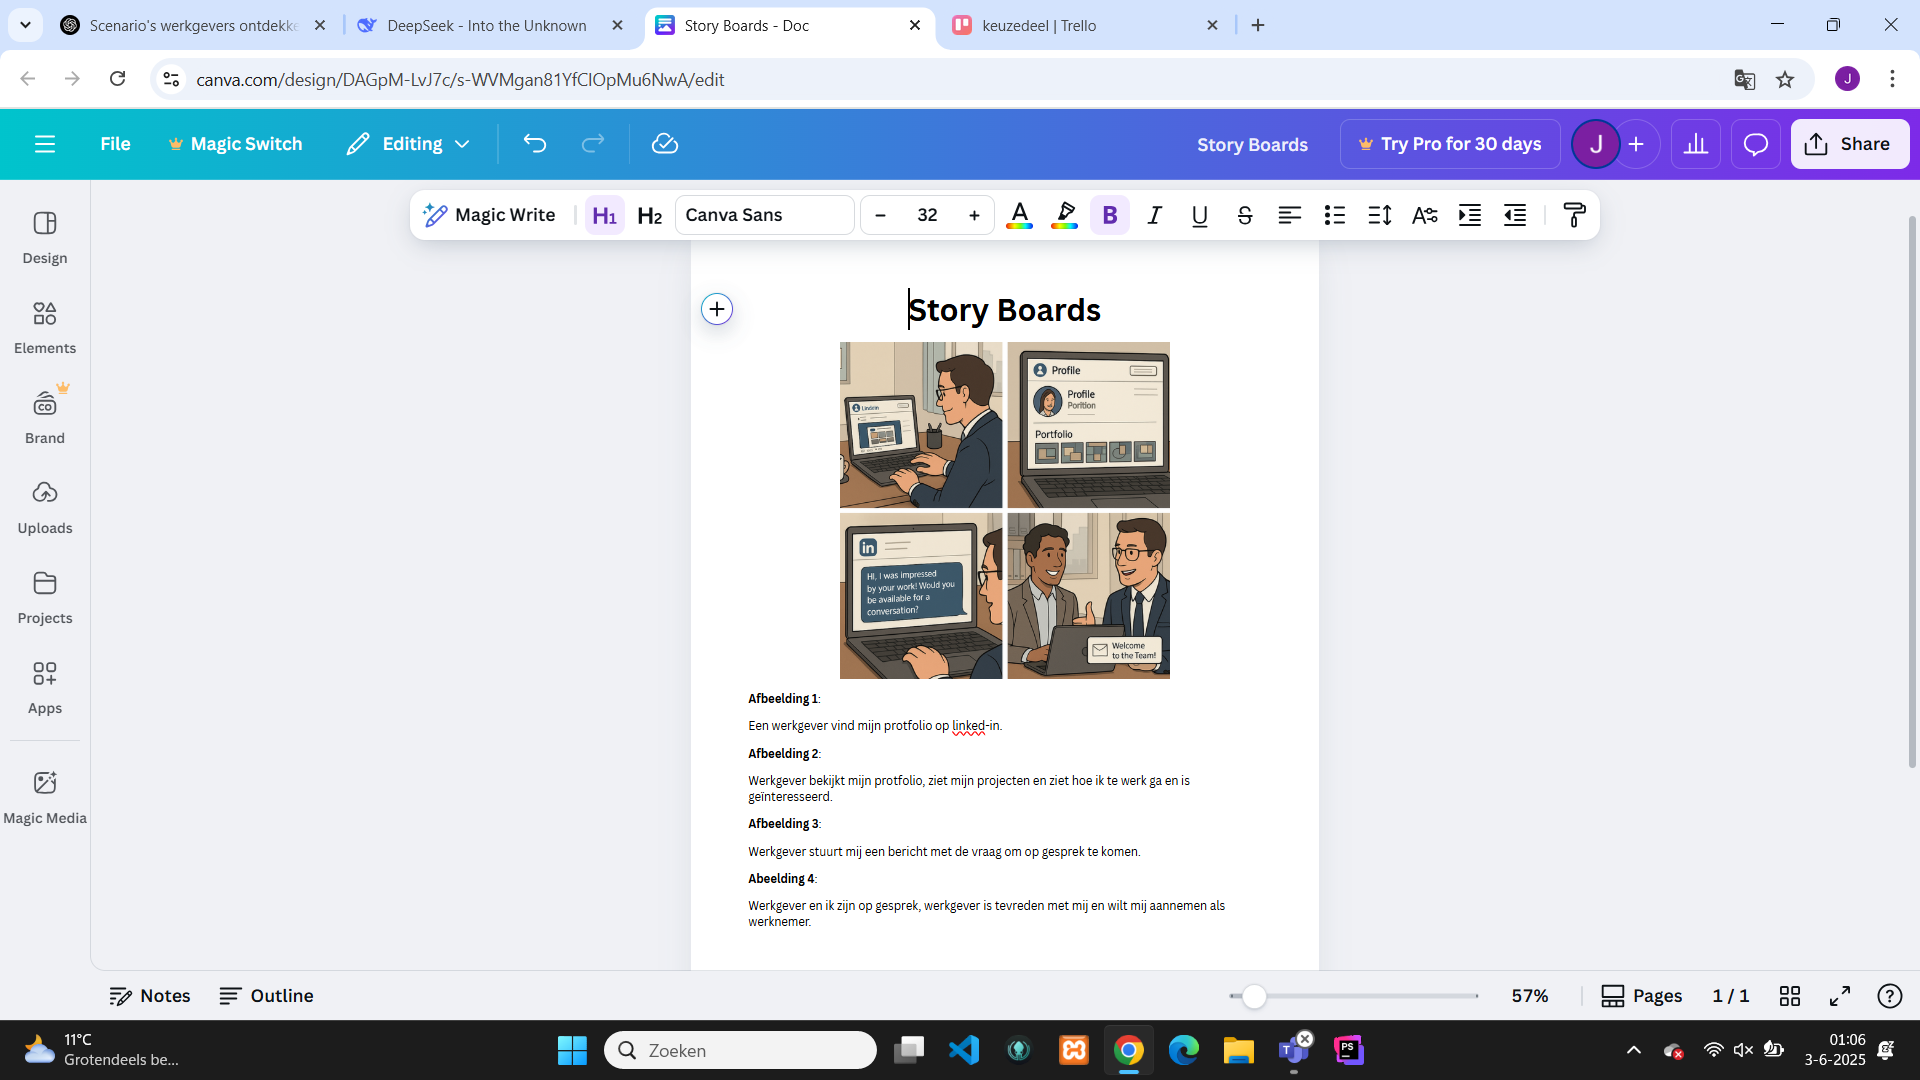 Scenario's werkgevers ontdekke
DeepSeek - Into the Unknown
Story Boards - Doc
keuzedeel | Trello
canva.com/design/DAGpM-LvJ7c/s-WVMgan81YfCIOpMu6NwA/edit
J
File
Magic Switch
Editing
Story Boards
Try Pro for 30 days
J
Share
Magic Write
H1
H2
Canva Sans
– 32 +
A
B
I
U
S
Design
Elements
Brand
Uploads
Projects
Apps
Magic Media
Story Boards
Lindirin
Profile
Profile
Porition
Portfolio
in
HI, I was impressed
by your work! Would you
be available for a
conversation?
Welcome
to the Team!
Afbeelding 1:
Een werkgever vind mijn protfolio op linked-in.
Afbeelding 2:
Werkgever bekijkt mijn protfolio, ziet mijn projecten en ziet hoe ik te werk ga en is
geïnteresseerd.
Afbeelding 3:
Werkgever stuurt mij een bericht met de vraag om op gesprek te komen.
Abeelding 4:
Werkgever en ik zijn op gesprek, werkgever is tevreden met mij en wilt mij aannemen als
werknemer.
Notes
Outline
57%
Pages
1 / 1
11°C
Grotendeels be...
Zoeken
PS
01:06
3-6-2025